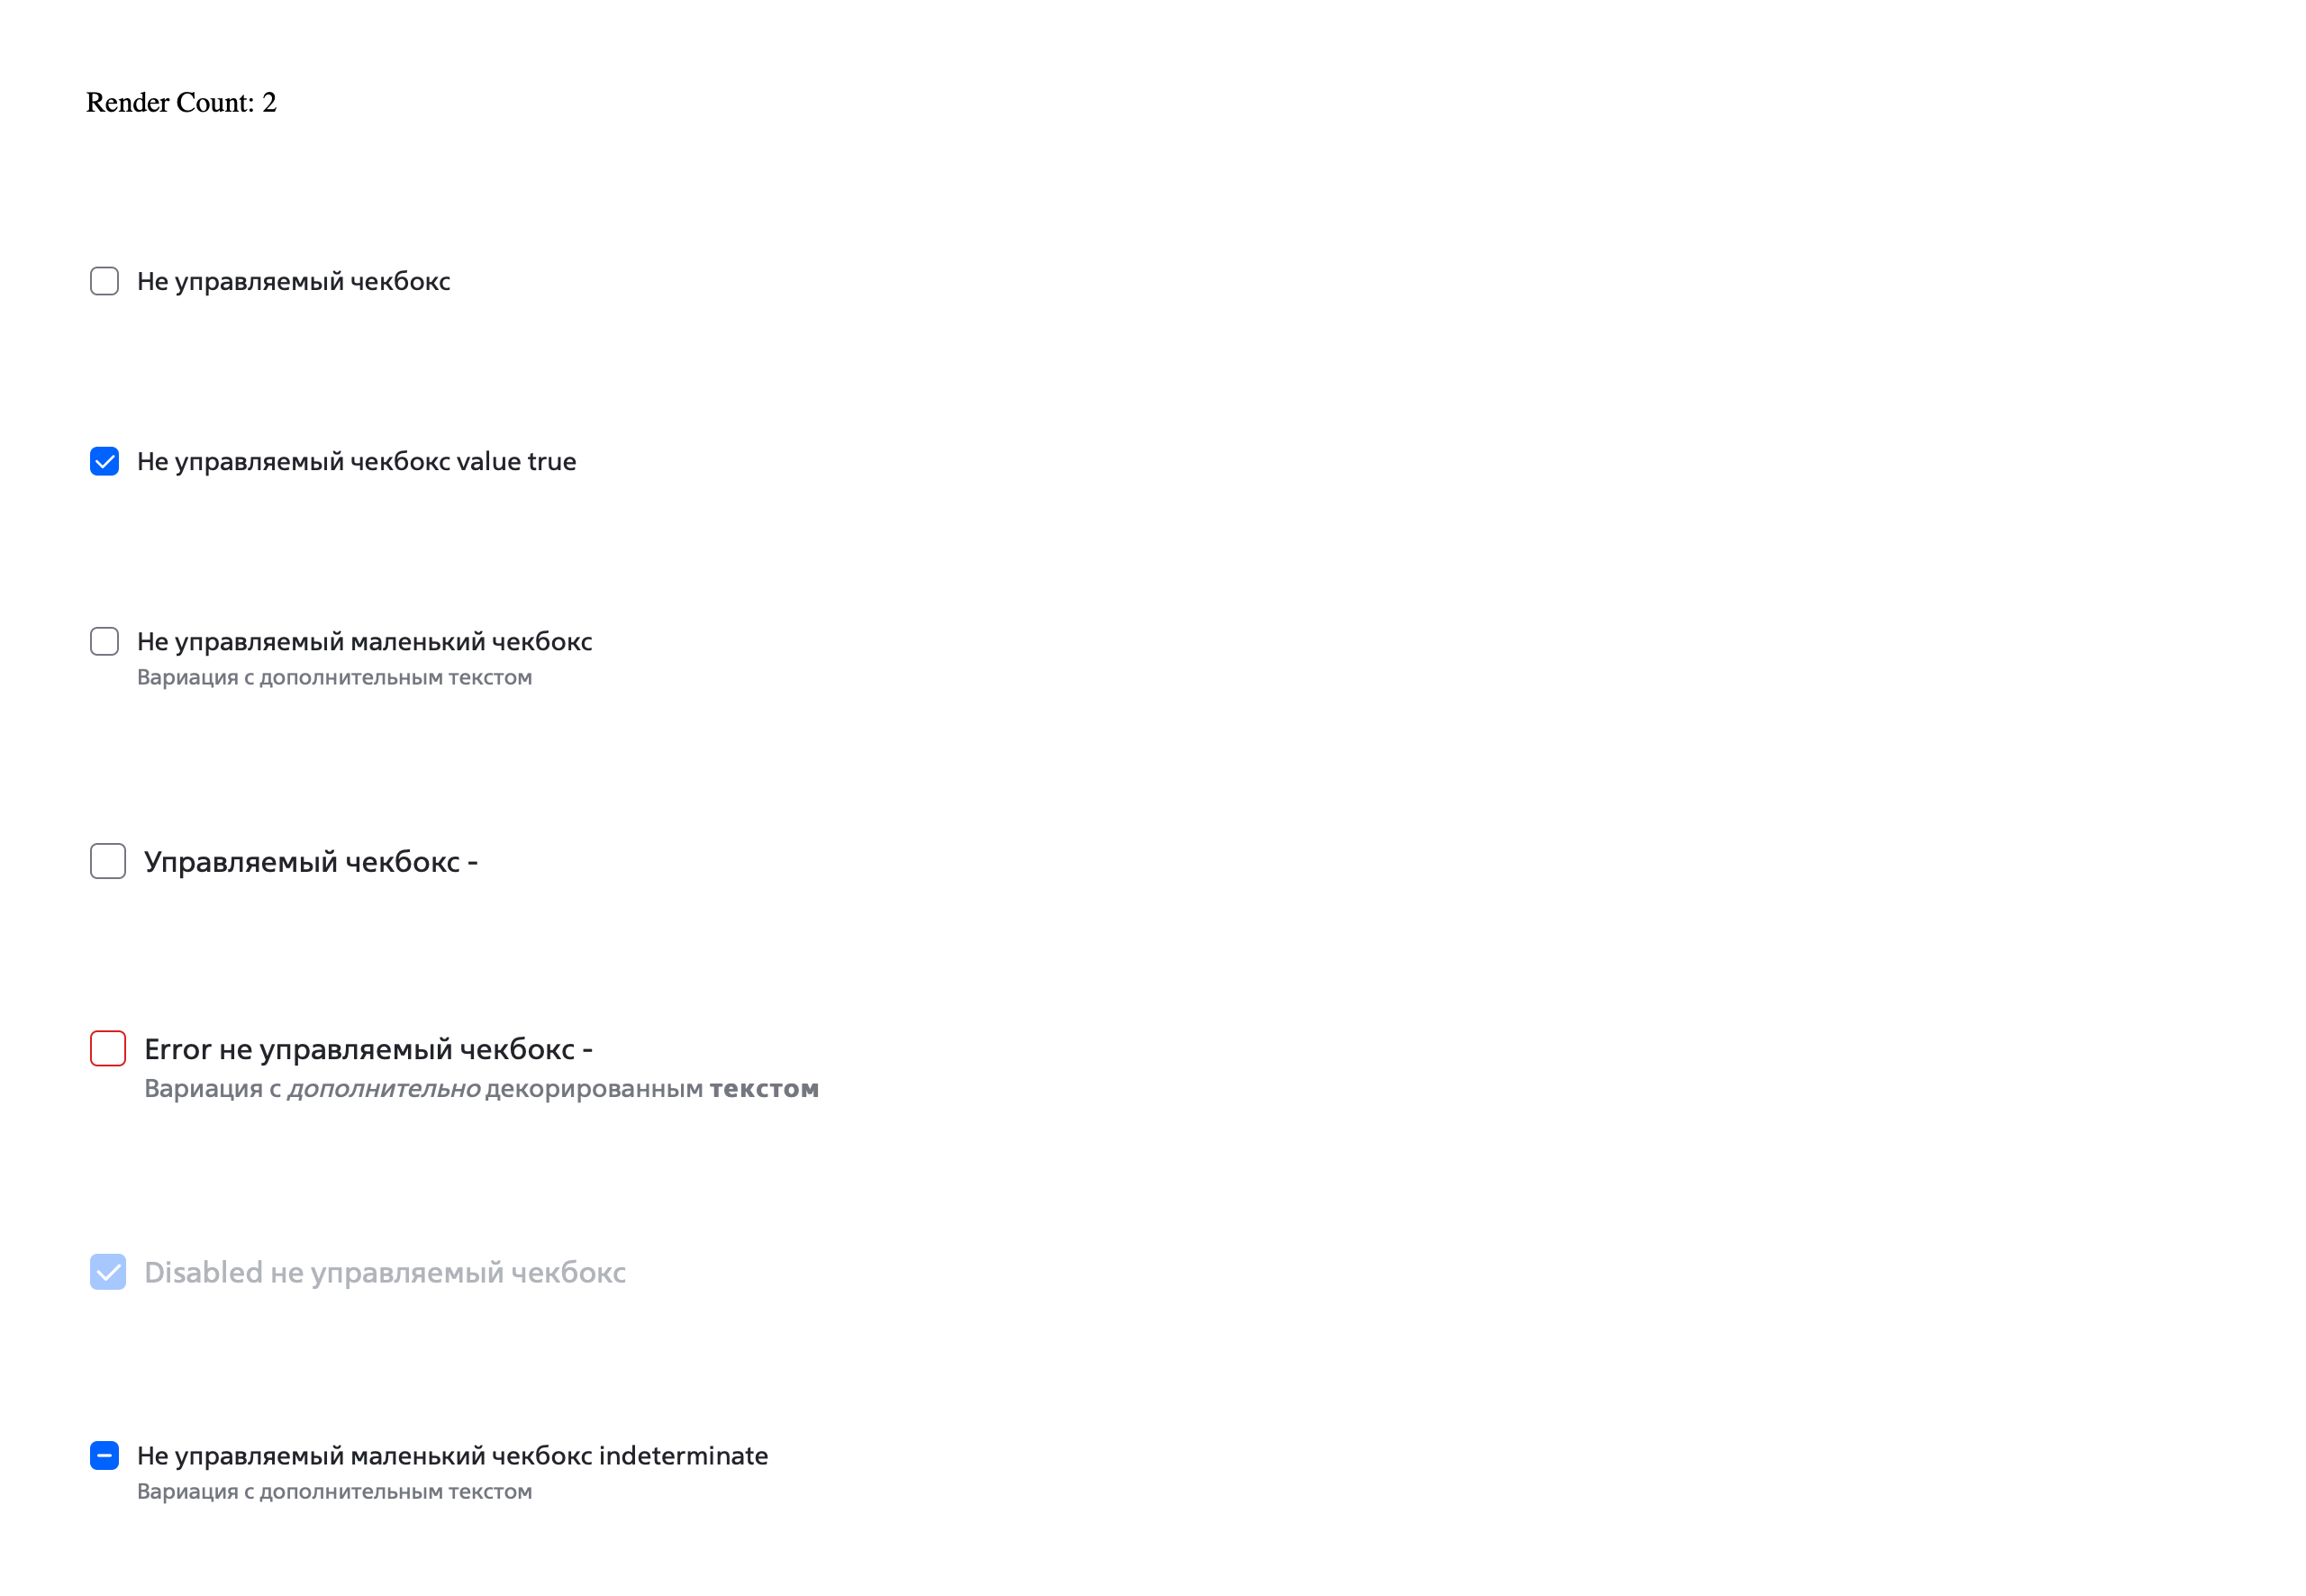 Render Count: 2
Не управляемый чекбокс
Не управляемый чекбокс value true
Не управляемый маленький чекбокс
Вариация с дополнительным текстом
Управляемый чекбокс -
Error не управляемый чекбокс -
Вариация с дополнительно декорированным текстом
Disabled не управляемый чекбокс
Не управляемый маленький чекбокс indeterminate
Вариация с дополнительным текстом